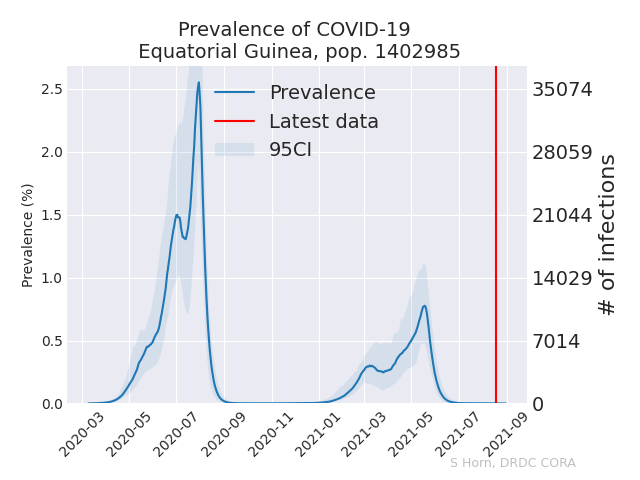 Prevalence of COVID-19
Equatorial Guinea, pop. 1402985
Prevalence
Latest data
95CI
Prevalence (%)
2.5
2.0
1.5
1.0
0.5
0.0
35074
28059
21044
14029
7014
0
# of infections
2020-03
2020-05
2020-07
2020-09
2020-11
2021-01
2021-03
2021-05
2021-07
2021-09
S Horn, DRDC CORA